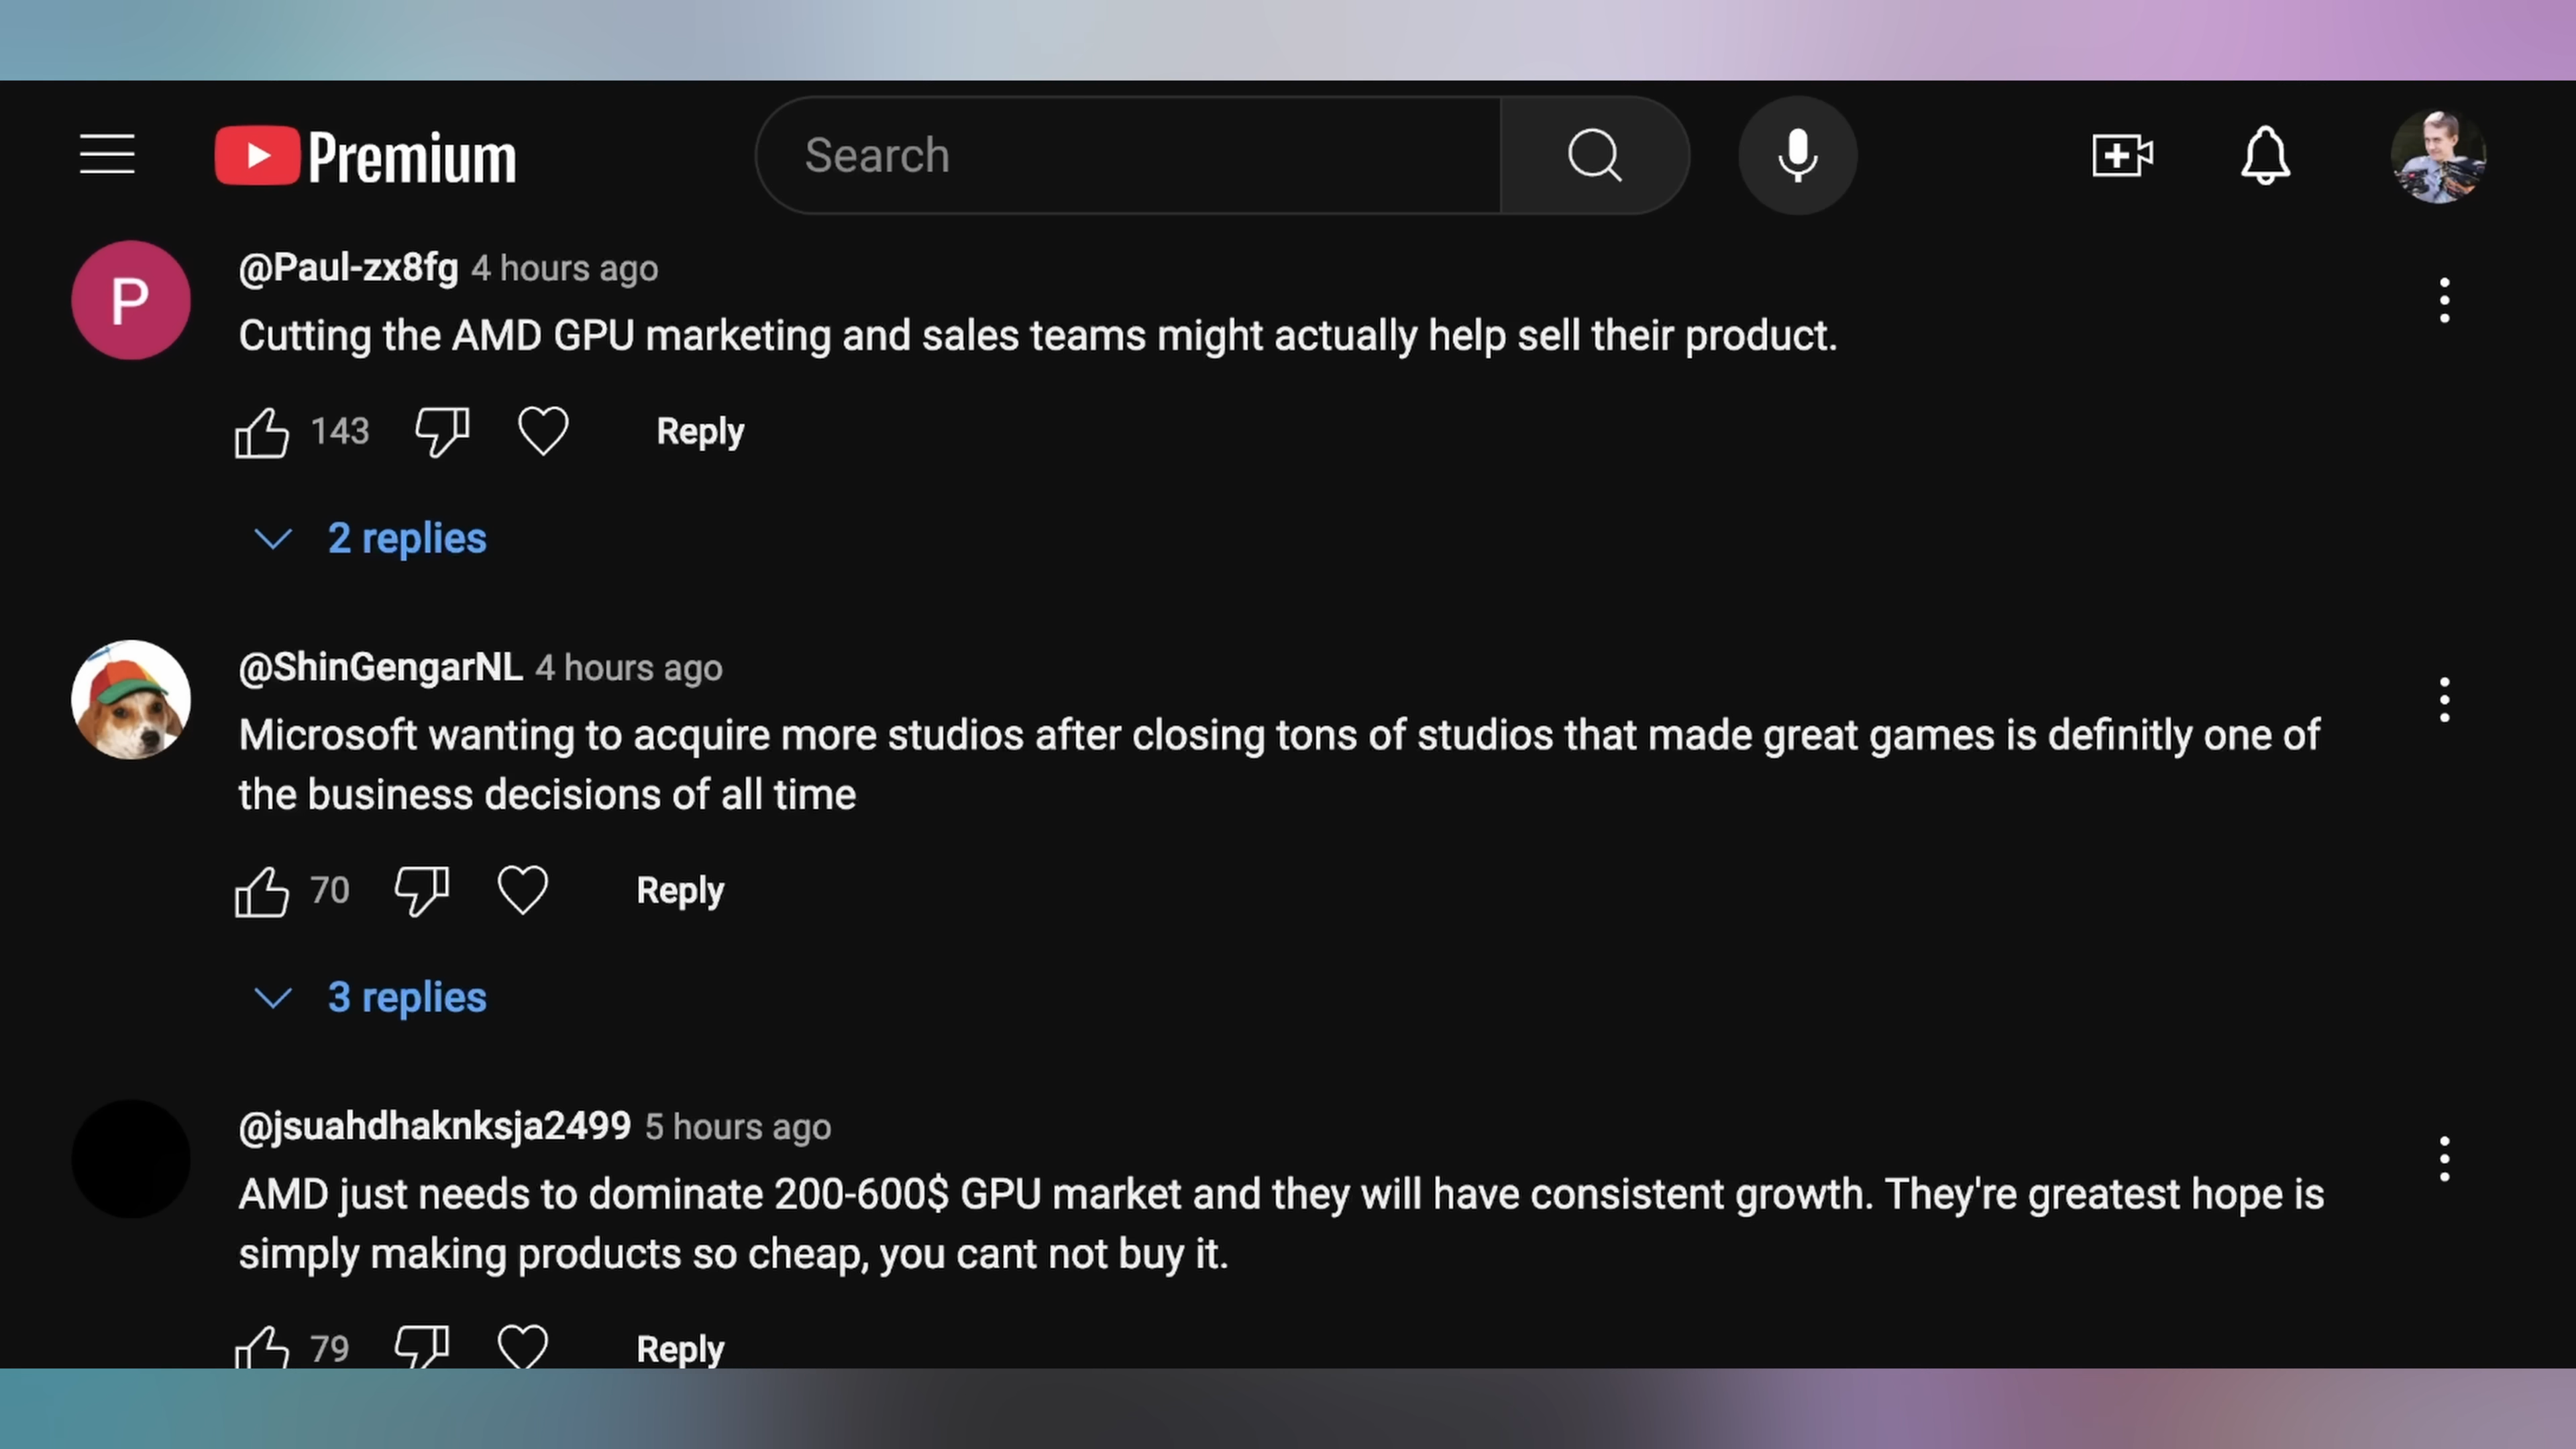 Premium
Search
@Paul-zx8fg 4 hours ago
P
Cutting the AMD GPU marketing and sales teams might actually help sell their product.
143
Reply
2 replies
@ShinGengarNL 4 hours ago
Microsoft wanting to acquire more studios after closing tons of studios that made great games is definitly one of
the business decisions of all time
70
Reply
3 replies
@jsuahdhaknksja2499 5 hours ago
AMD just needs to dominate 200-600$ GPU market and they will have consistent growth. They're greatest hope is
simply making products so cheap, you cant not buy it.
79
Reply